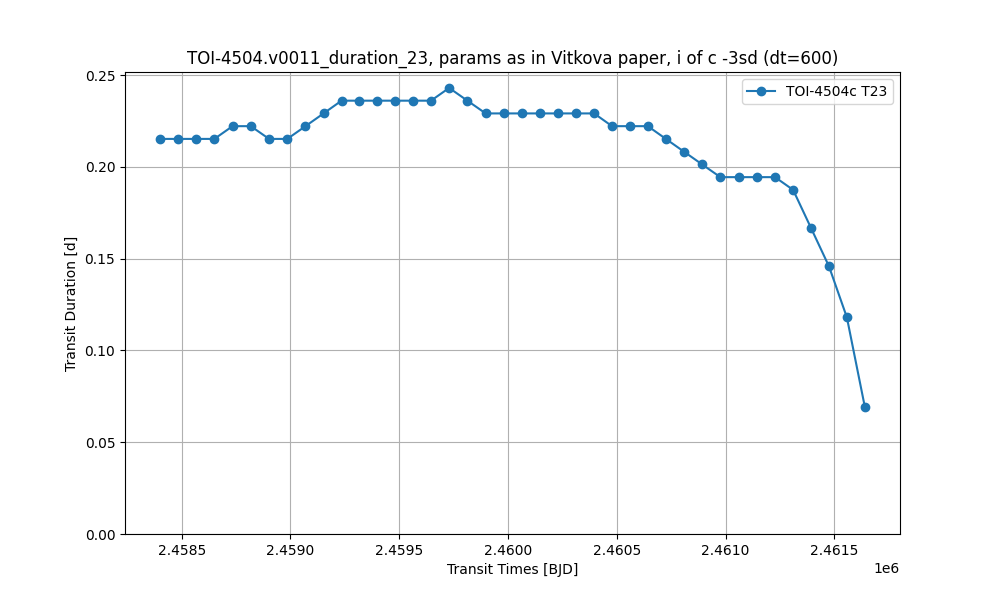 TOI-4504.v0011_duration_23, params as in Vitkova paper, i of c -3sd (dt=600)
TOI-4504c T23
Transit Duration [d]
0.25
0.20
0.15
0.10
0.05
0.00
2.4585 2.4590 2.4595 2.4600 2.4605 2.4610 2.4615
1e6
Transit Times [BJD]